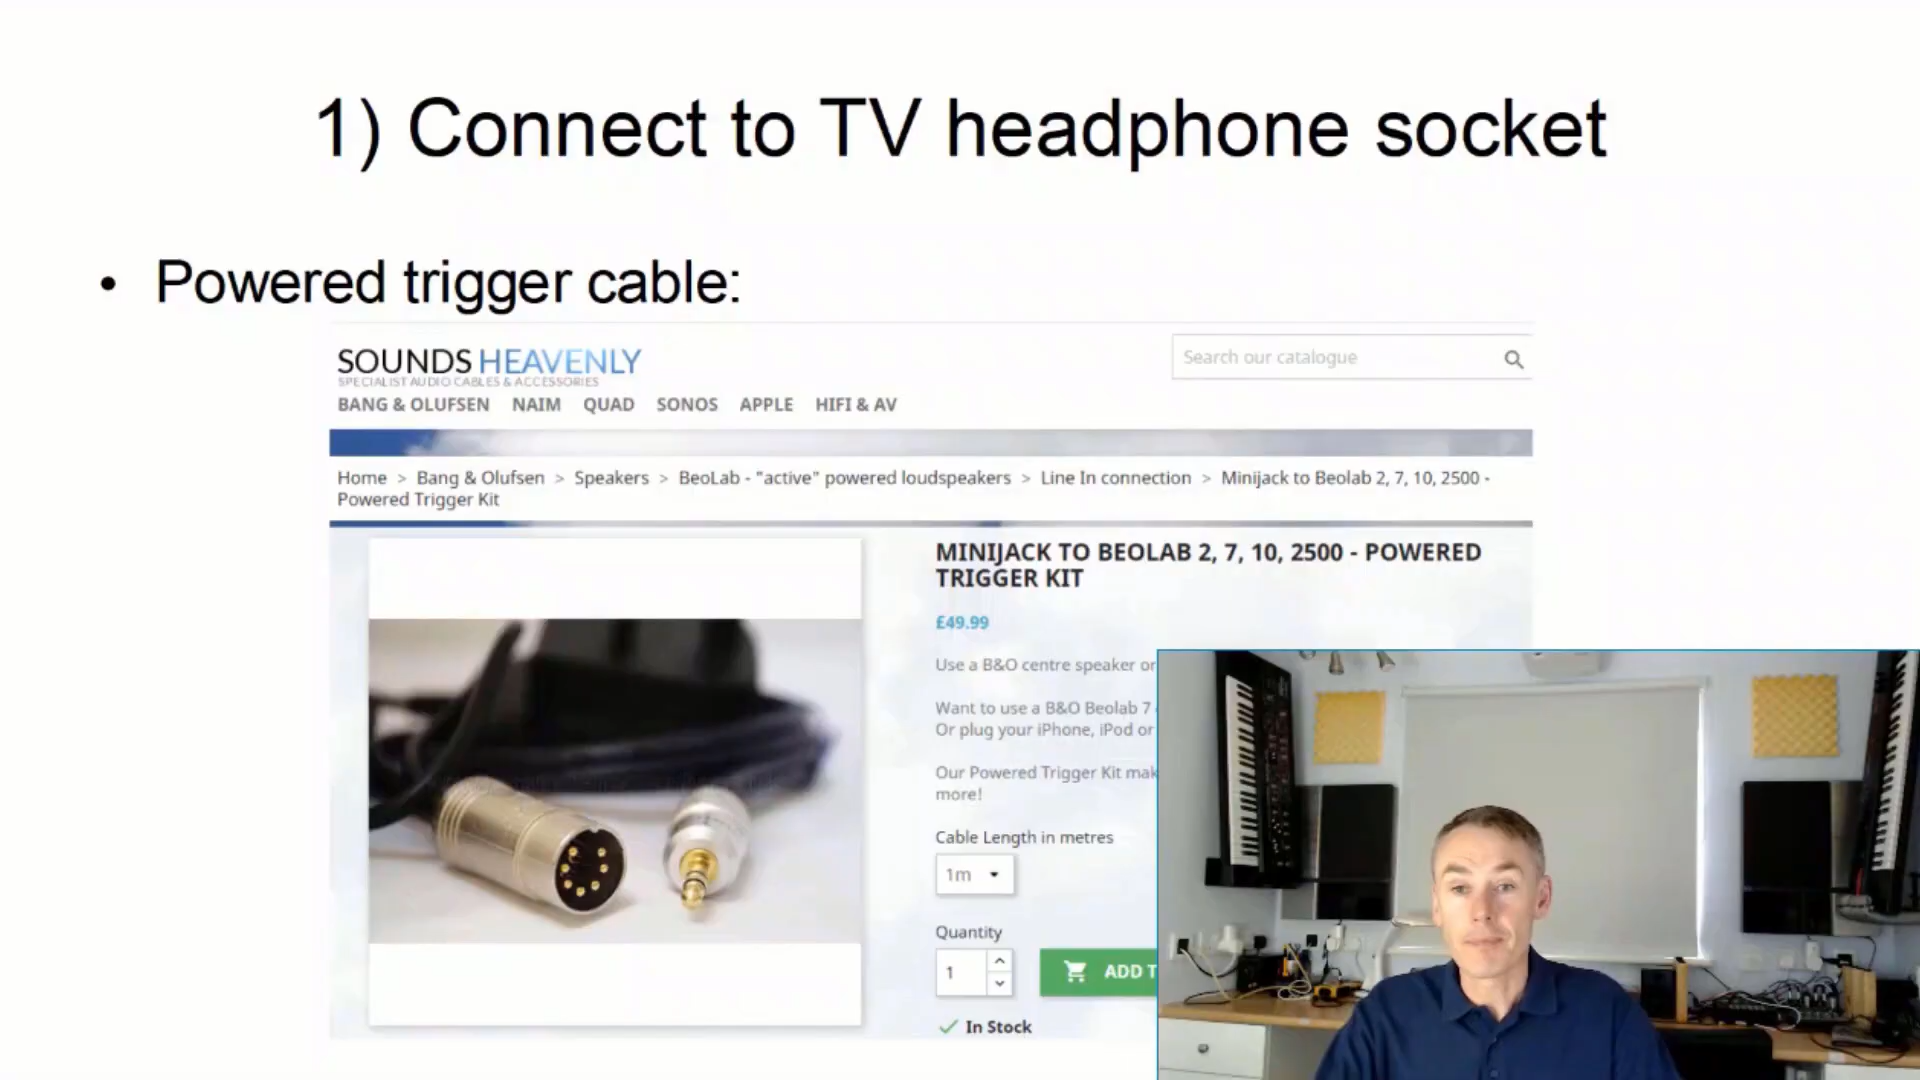 1) Connect to TV headphone socket
• Powered trigger cable:
SOUNDS HEAVENLY
SPECIALIST AUDIO CABLES & ACCESSORIES
BANG & OLUFSEN NAIM QUAD SONOS APPLE HIFI & AV
Search our catalogue
Home > Bang & Olufsen > Speakers > BeoLab - "active" powered loudspeakers > Line In connection > Minijack to Beolab 2, 7, 10, 2500 -
Powered Trigger Kit
MINIJACK TO BEOLAB 2, 7, 10, 2500 - POWERED
TRIGGER KIT
£49.99
Use a B&O centre speaker or
Want to use a B&O Beolab 7
Or plug your iPhone, iPod or
Our Powered Trigger Kit mak
more!
Cable Length in metres
1m
Quantity
1
ADD T
In Stock